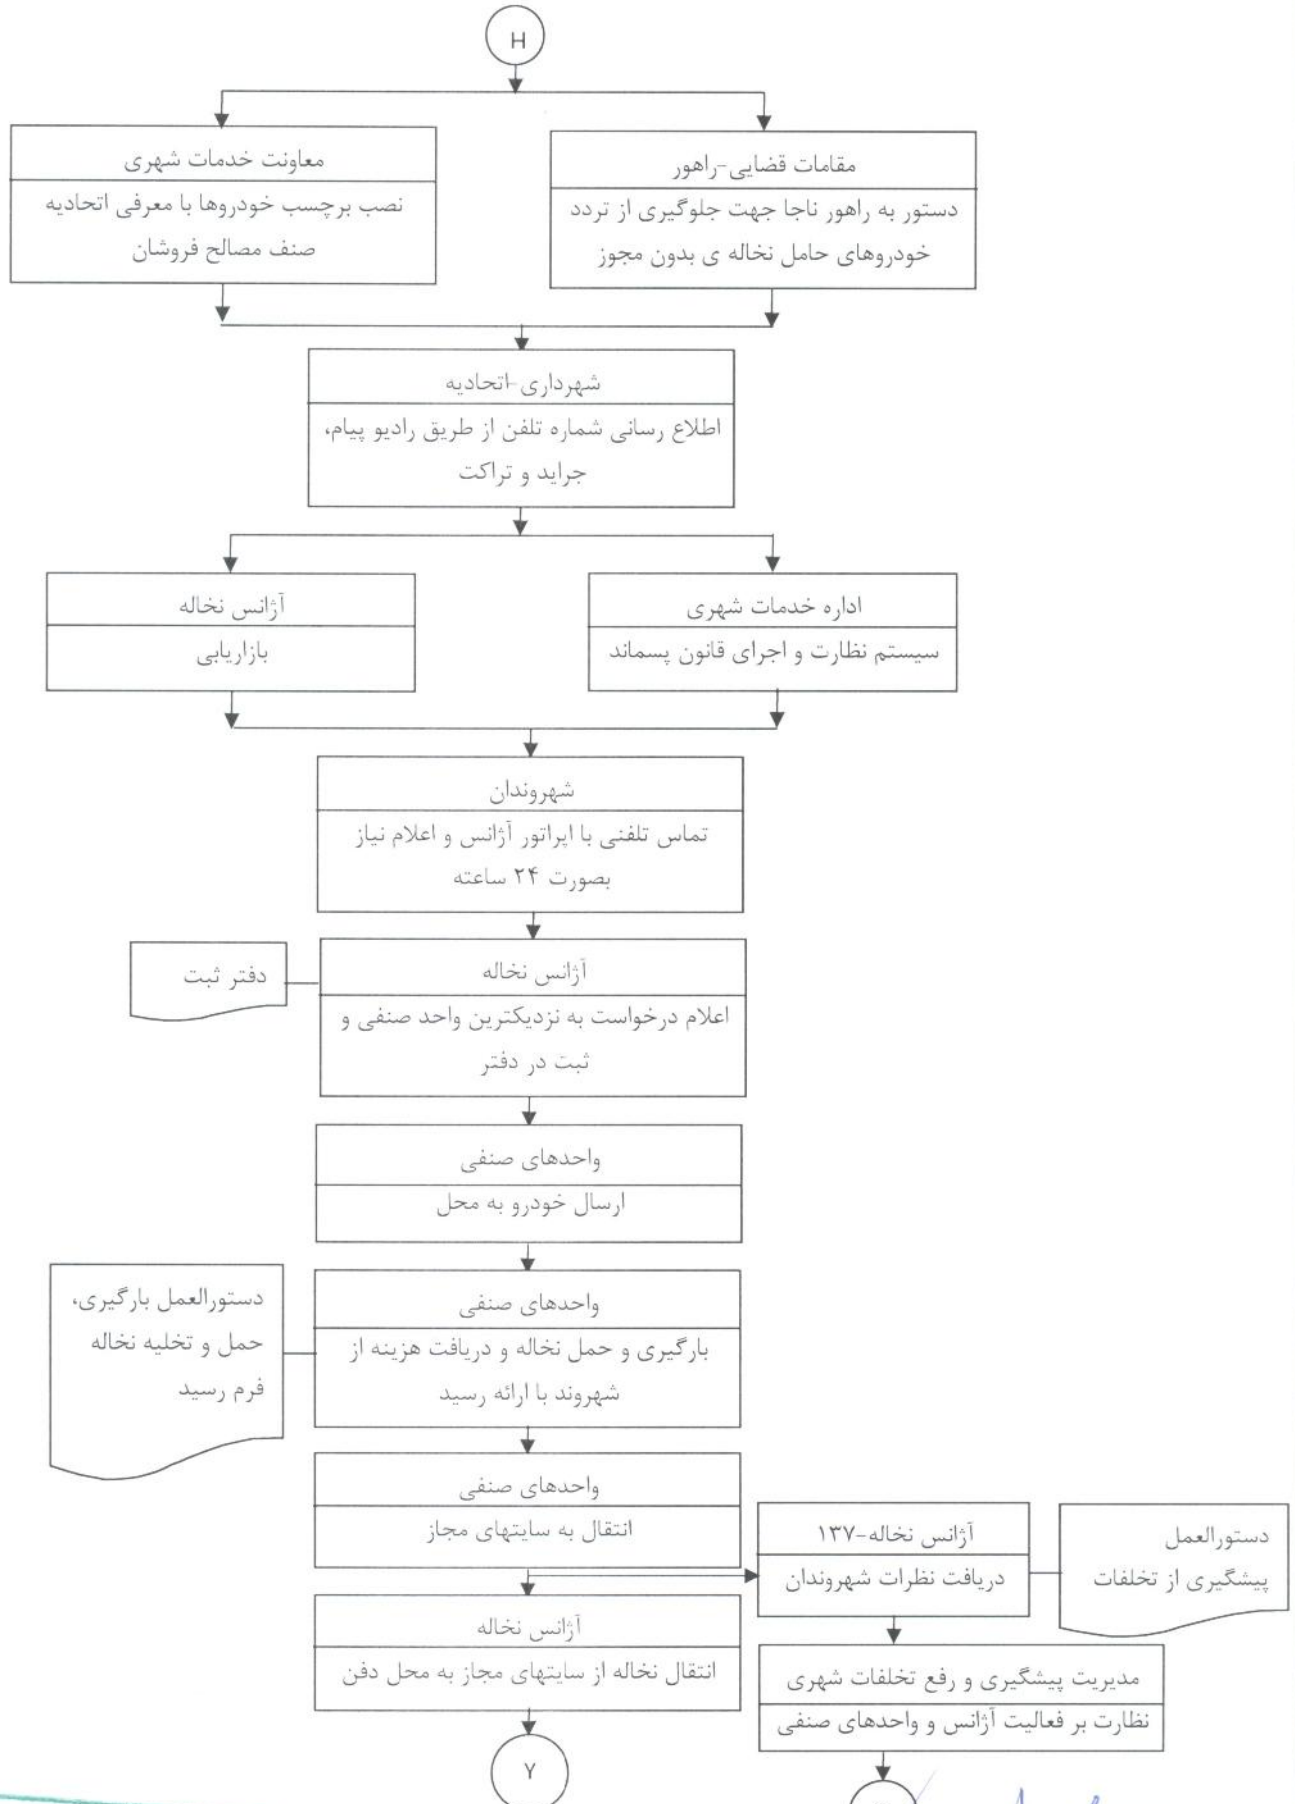 H
مقامات قضایی-راهور
دستور به راهور ناجا جهت جلوگیری از تردد
خودروهای حامل نخاله ی بدون مجوز
معاونت خدمات شهری
نصب برچسب خودروها با معرفی اتحادیه
صنف مصالح فروشان
شهرداری-اتحادیه
اطلاع رسانی شماره تلفن از طریق رادیو پیام،
جراید و تراکت
اداره خدمات شهری
سیستم نظارت و اجرای قانون پسماند
آژانس نخاله
بازاریابی
شهروندان
تماس تلفنی با اپراتور آژانس و اعلام نیاز
بصورت ۲۴ ساعته
آژانس نخاله
اعلام درخواست به نزدیکترین واحد صنفی و
ثبت در دفتر
دفتر ثبت
واحدهای صنفی
ارسال خودرو به محل
واحدهای صنفی
بارگیری و حمل نخاله و دریافت هزینه از
شهروند با ارائه رسید
دستورالعمل بارگیری،
حمل و تخلیه نخاله
فرم رسید
واحدهای صنفی
انتقال به سایتهای مجاز
دستورالعمل
پیشگیری از تخلفات
آژانس نخاله-۱۳۷
دریافت نظرات شهروندان
آژانس نخاله
انتقال نخاله از سایتهای مجاز به محل دفن
مدیریت پیشگیری و رفع تخلفات شهری
نظارت بر فعالیت آژانس و واحدهای صنفی
Y